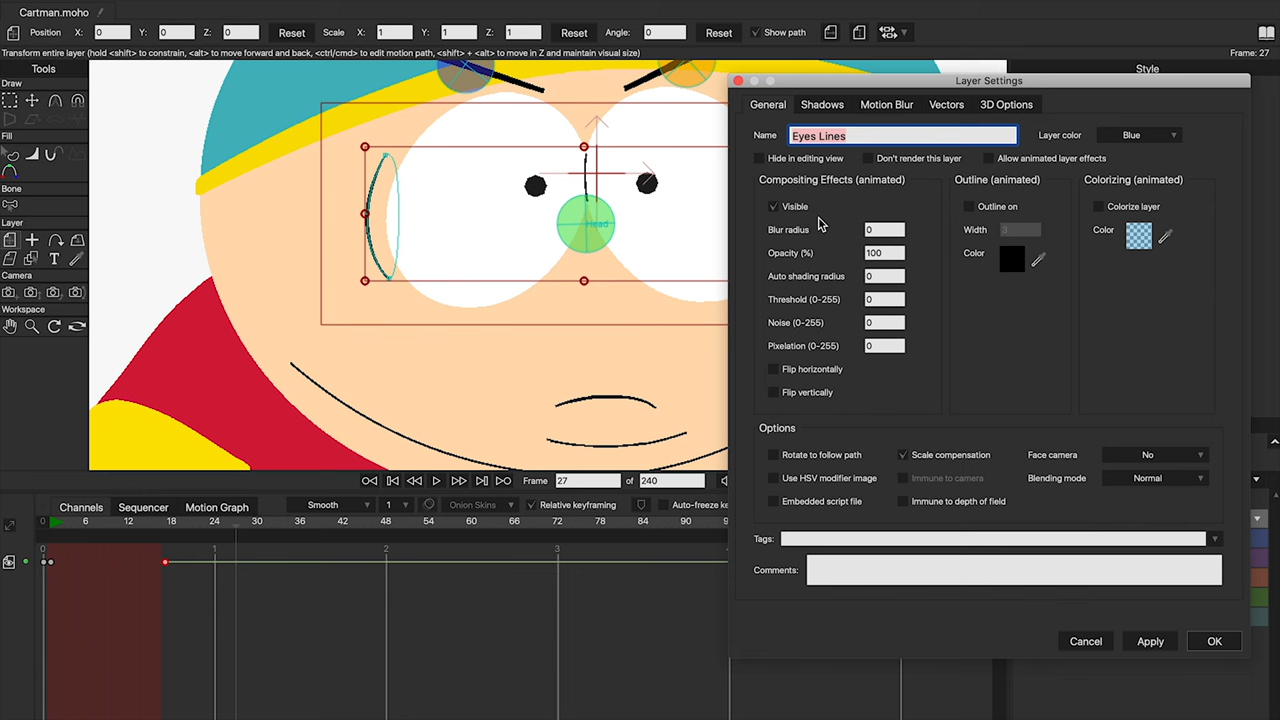 Cartman.moho
Position X: 0 Y: 0 Z: 0 Reset Scale X: 1 Y: 1 Z: 1 Reset Angle: 0 Reset Show path
Transform entire layer (hold <shift> to constrain, <alt> to move forward and back, <ctrl/cmd> to edit motion path, <shift> + <alt> to move in Z and maintain visual size) Frame: 27
Tools
Style
Draw
Fill
Bone
Layer
Camera
Workspace
Head
Layer Settings
General Shadows Motion Blur Vectors 3D Options
Name Eyes Lines Layer color Blue
Hide in editing view Don't render this layer Allow animated layer effects
Compositing Effects (animated) Outline (animated) Colorizing (animated)
Visible Outline on Colorize layer
Blur radius 0 Width 3 Color
Opacity (%) 100 Color
Auto shading radius 0
Threshold (0-255) 0
Noise (0-255) 0
Pixelation (0-255) 0
Flip horizontally
Flip vertically
Options
Rotate to follow path Scale compensation Face camera No
Use HSV modifier image Immune to camera Blending mode Normal
Embedded script file Immune to depth of field
Tags:
Comments:
Cancel Apply OK
Frame 27 of 240
Channels Sequencer Motion Graph Smooth 1 Onion Skins Relative keyframing Auto-freeze ke
0 6 12 18 24 30 36 42 48 54 60 66 72 78 84 90 96
0 1 2 3